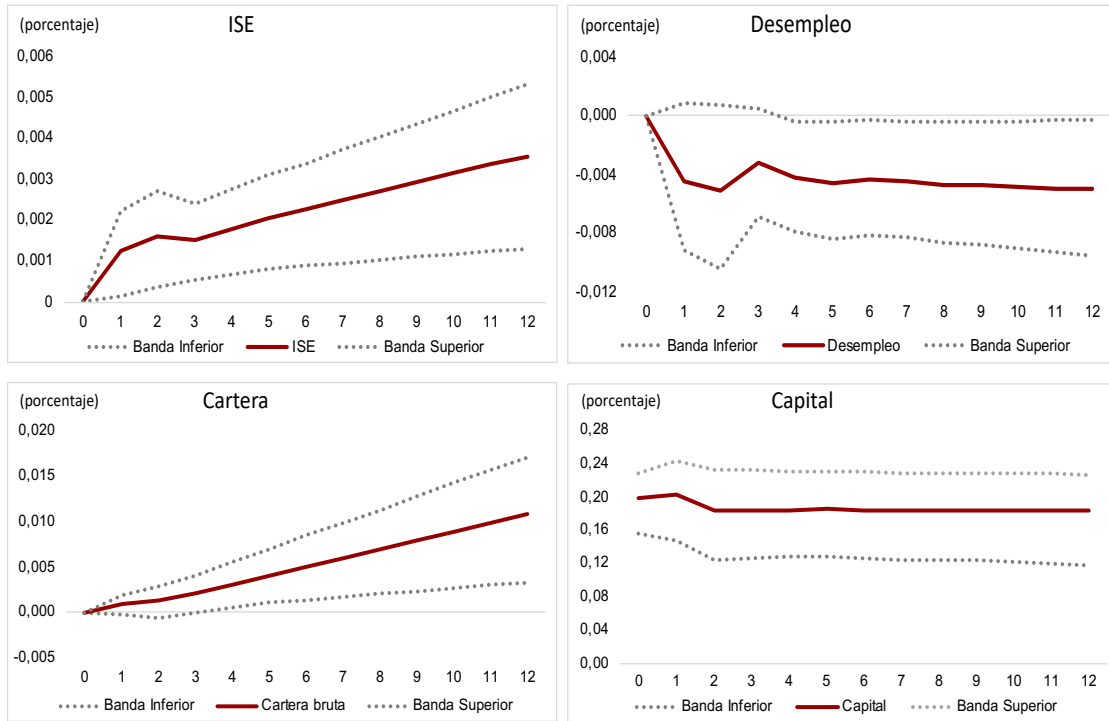 (porcentaje) ISE
0,006
0,005
0,004
0,003
0,002
0,001
0
0 1 2 3 4 5 6 7 8 9 10 11 12
Banda Inferior ISE Banda Superior
(porcentaje) Desempleo
0,004
0,000
-0,004
-0,008
-0,012
0 1 2 3 4 5 6 7 8 9 10 11 12
Banda Inferior Desempleo Banda Superior
(porcentaje) Cartera
0,020
0,015
0,010
0,005
0,000
-0,005
0 1 2 3 4 5 6 7 8 9 10 11 12
Banda Inferior Cartera bruta Banda Superior
(porcentaje) Capital
0,28
0,24
0,20
0,16
0,12
0,08
0,04
0,00
0 1 2 3 4 5 6 7 8 9 10 11 12
Banda Inferior Capital Banda Superior